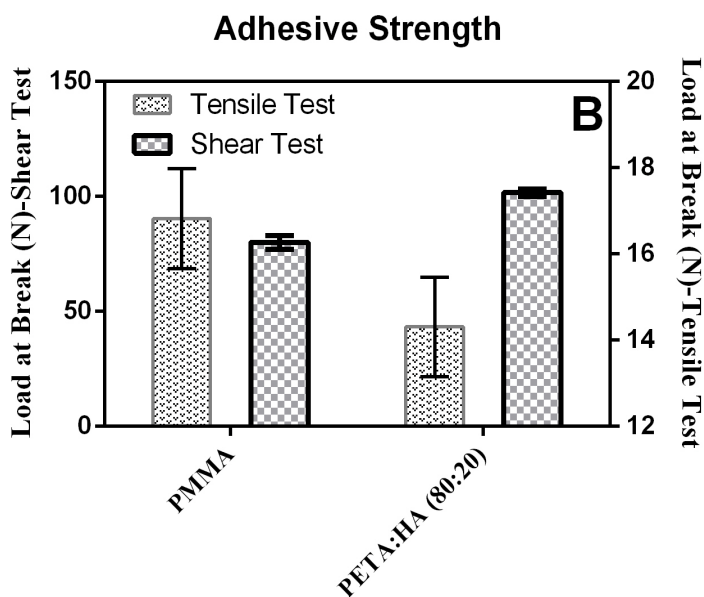 Adhesive Strength
Load at Break (N)-Shear Test
150
100
50
0
Tensile Test
Shear Test
B
20
18
16
14
12
Load at Break (N)-Tensile Test
PMMA
PETA:HA (80:20)